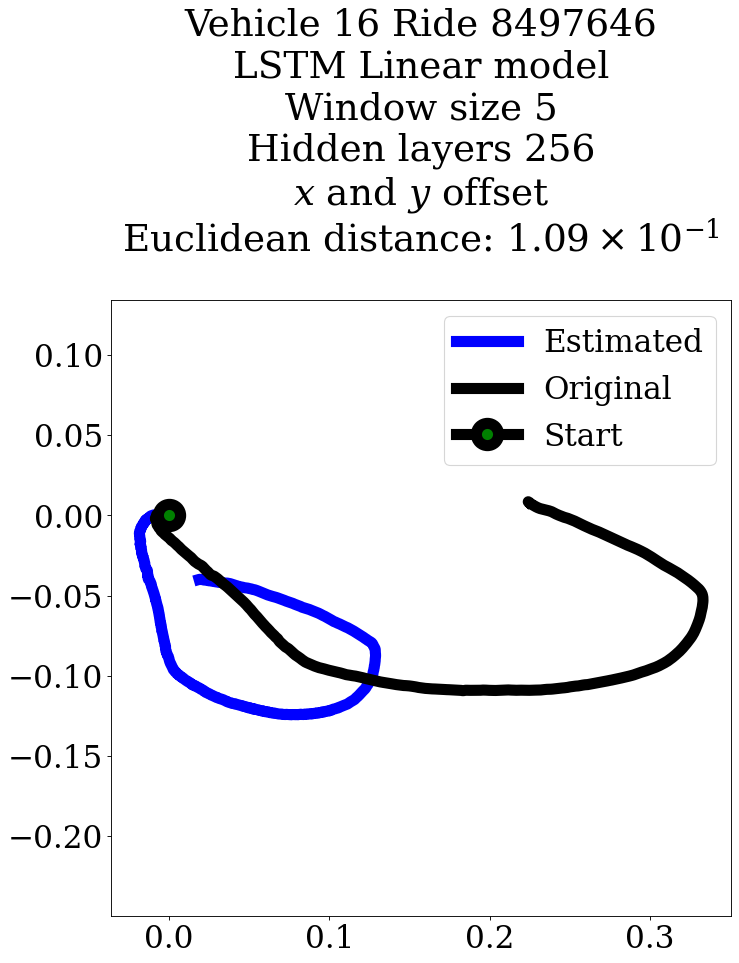 Vehicle 16 Ride 8497646
LSTM Linear model
Window size 5
Hidden layers 256
x and y offset
Euclidean distance: 1.09 × 10⁻¹
Estimated
Original
Start
0.10
0.05
0.00
−0.05
−0.10
−0.15
−0.20
0.0 0.1 0.2 0.3